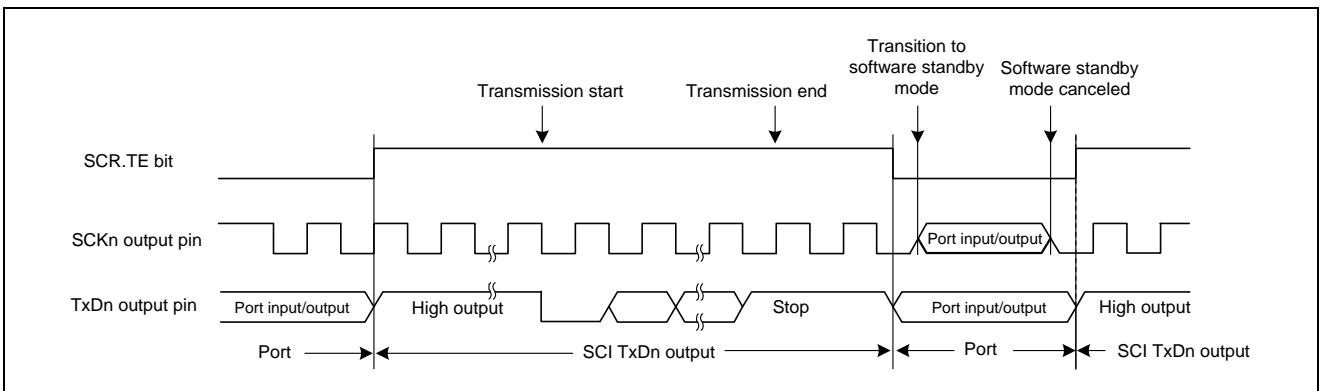 Transition to
software standby
mode
Software standby
mode canceled
Transmission start
Transmission end
SCR.TE bit
SCKn output pin
Port input/output
TxDn output pin
Port input/output
High output
Stop
Port input/output
High output
Port
SCI TxDn output
Port
SCI TxDn output